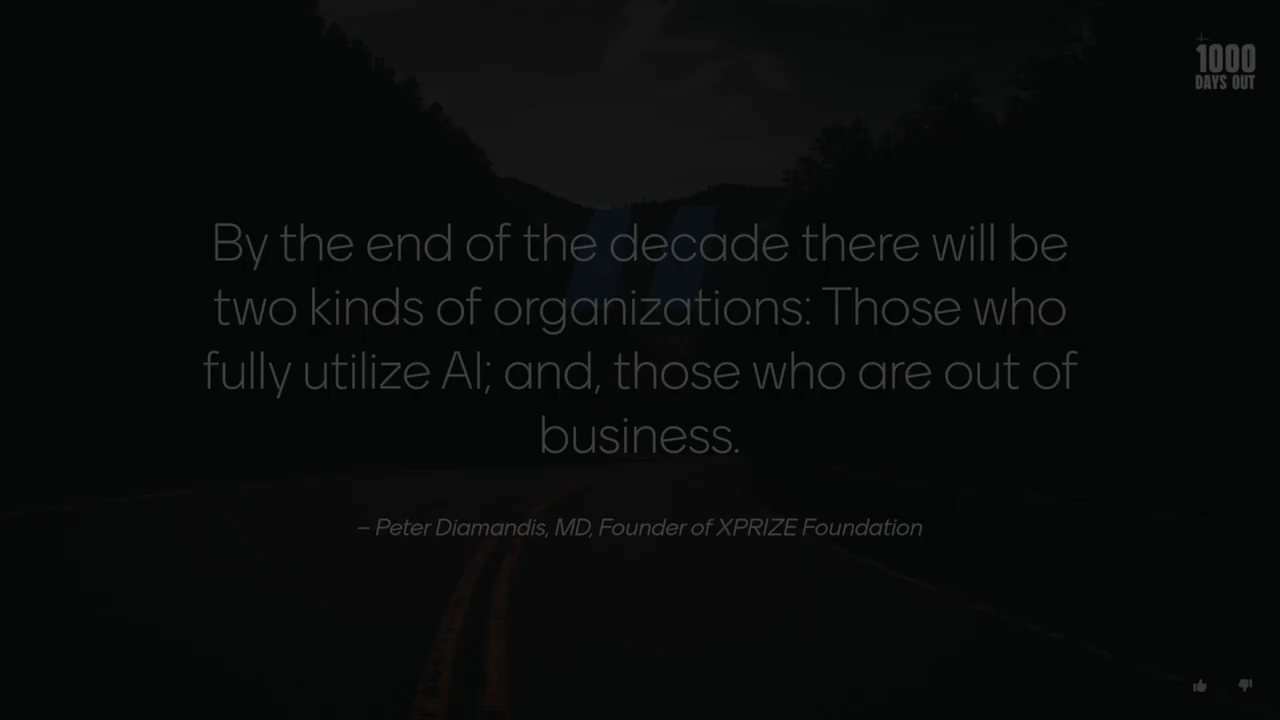 1000
DAYS OUT
By the end of the decade there will be
two kinds of organizations: Those who
fully utilize AI; and, those who are out of
business.
– Peter Diamandis, MD, Founder of XPRIZE Foundation